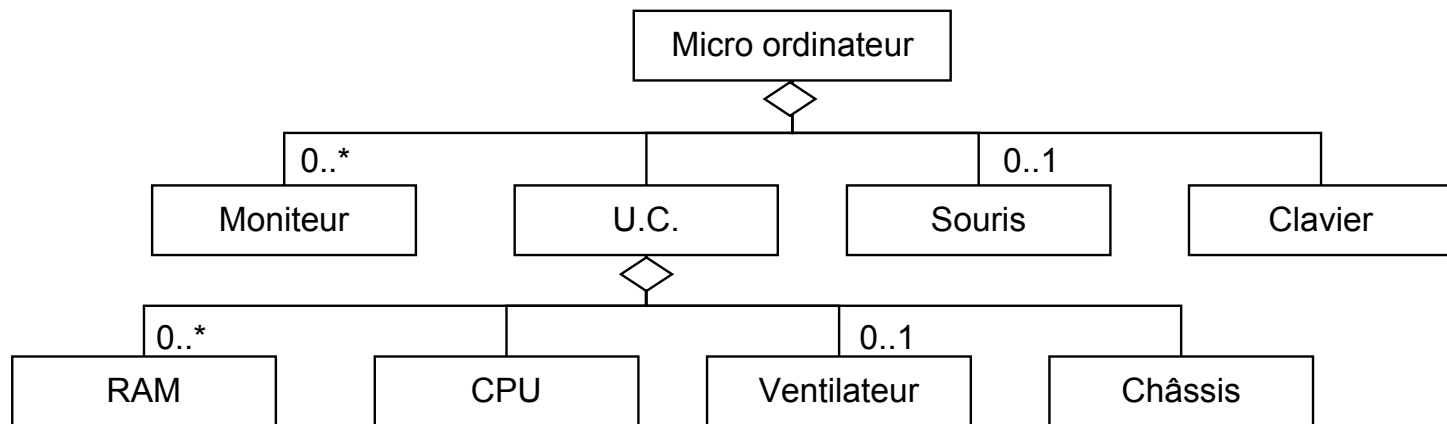 Micro ordinateur
0..* 0..1
Moniteur U.C. Souris Clavier
0..* 0..1
RAM CPU Ventilateur Châssis